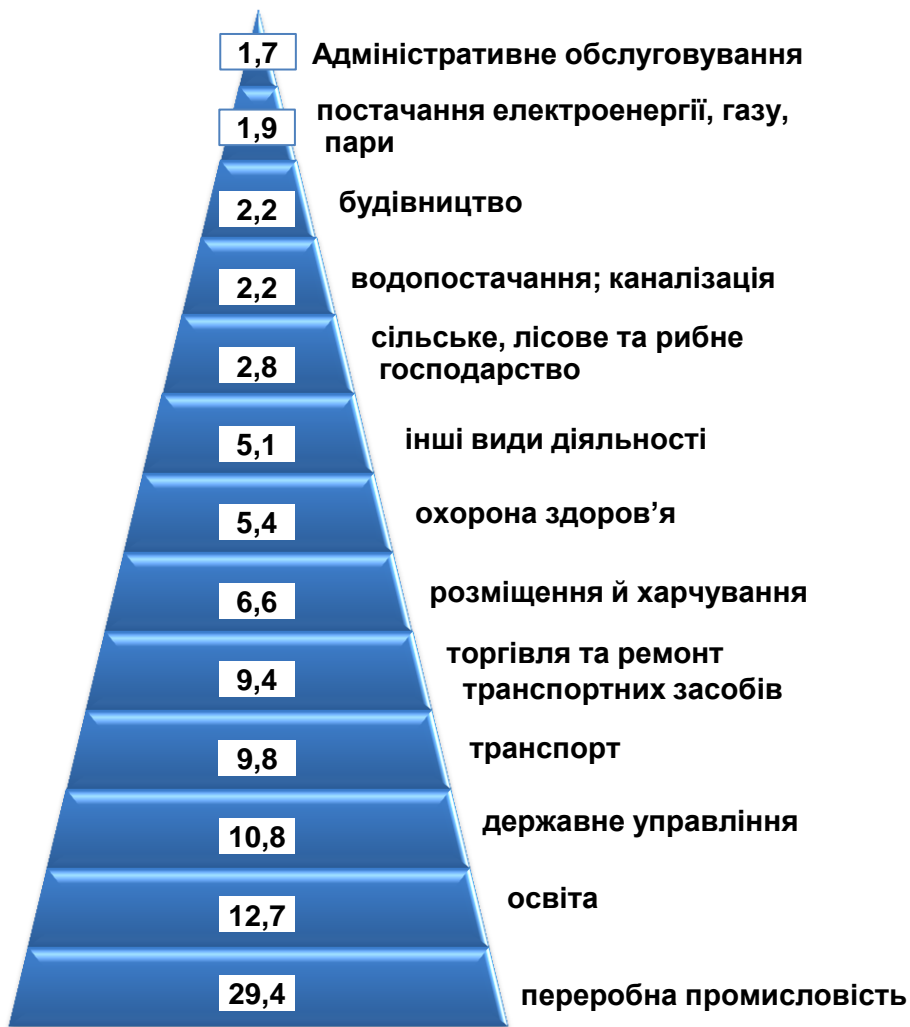 1,7 Адміністративне обслуговування
1,9 постачання електроенергії, газу,
пари
2,2 будівництво
2,2 водопостачання; каналізація
2,8 сільське, лісове та рибне
господарство
5,1 інші види діяльності
5,4 охорона здоров’я
6,6 розміщення й харчування
9,4 торгівля та ремонт
транспортних засобів
9,8 транспорт
10,8 державне управління
12,7 освіта
29,4 переробна промисловість